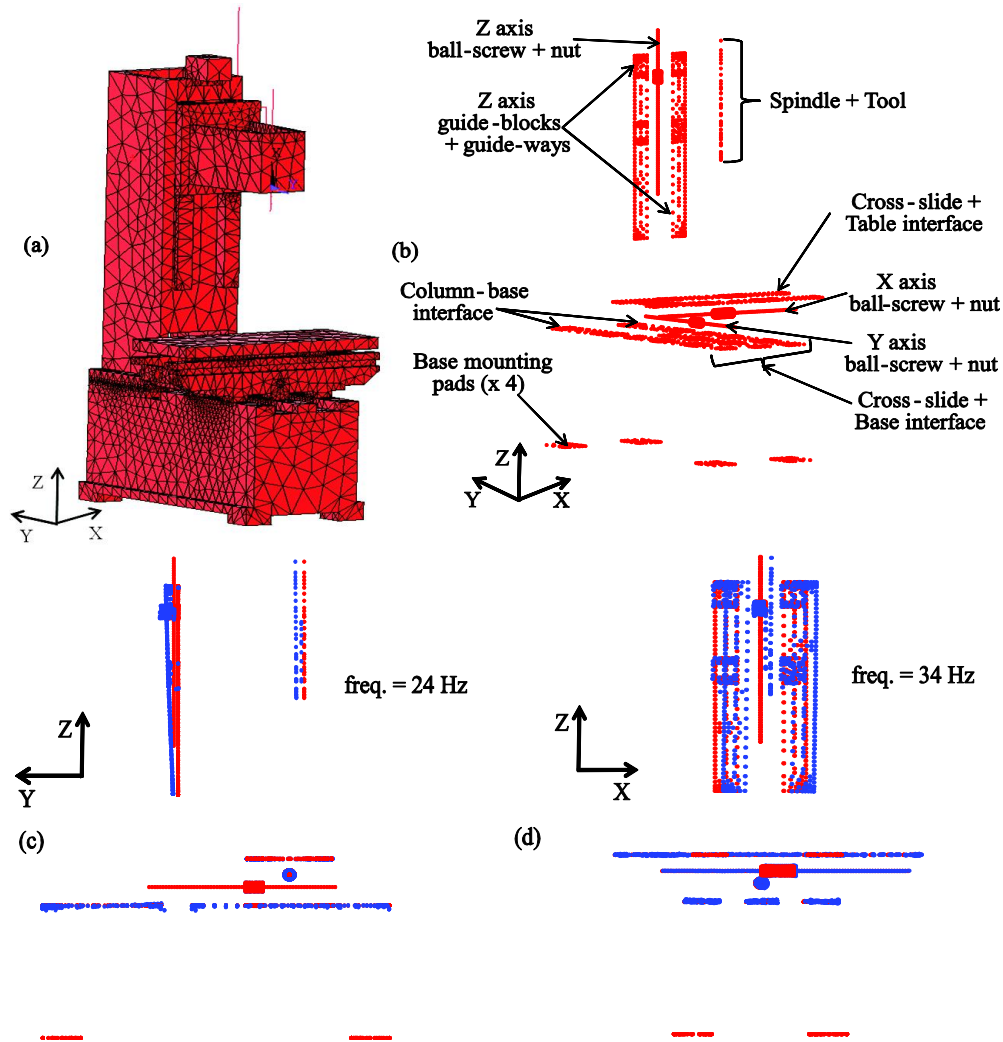 (a)
Z
Y
X
Z axis
ball-screw + nut
Z axis
guide-blocks
+ guide-ways
Spindle + Tool
(b)
Cross-slide +
Table interface
Column-base
interface
X axis
ball-screw + nut
Base mounting
pads (x 4)
Y axis
ball-screw + nut
Cross-slide +
Base interface
Z
Y
X
freq. = 24 Hz
Z
Y
(c)
freq. = 34 Hz
Z
X
(d)